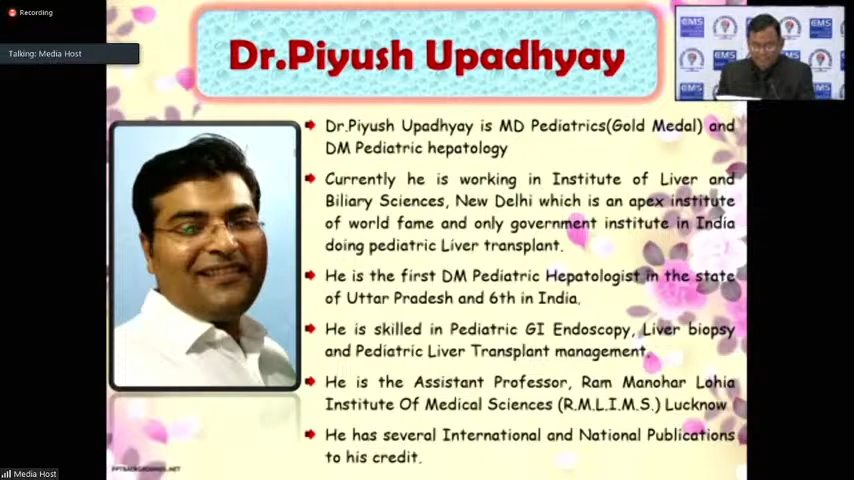 Recording
Talking: Media Host
Dr.Piyush Upadhyay
EMS
EMS
EMS
Dr.Piyush Upadhyay is MD Pediatrics(Gold Medal) and
DM Pediatric hepatology
Currently he is working in Institute of Liver and
Biliary Sciences, New Delhi which is an apex institute
of world fame and only government institute in India
doing pediatric Liver transplant.
He is the first DM Pediatric Hepatologist in the state
of Uttar Pradesh and 6th in India.
He is skilled in Pediatric GI Endoscopy, Liver biopsy
and Pediatric Liver Transplant management.
He is the Assistant Professor, Ram Manohar Lohia
Institute Of Medical Sciences (R.M.L.I.M.S.) Lucknow
He has several International and National Publications
to his credit.
PPTBACKGROUNDS.NET
Media Host